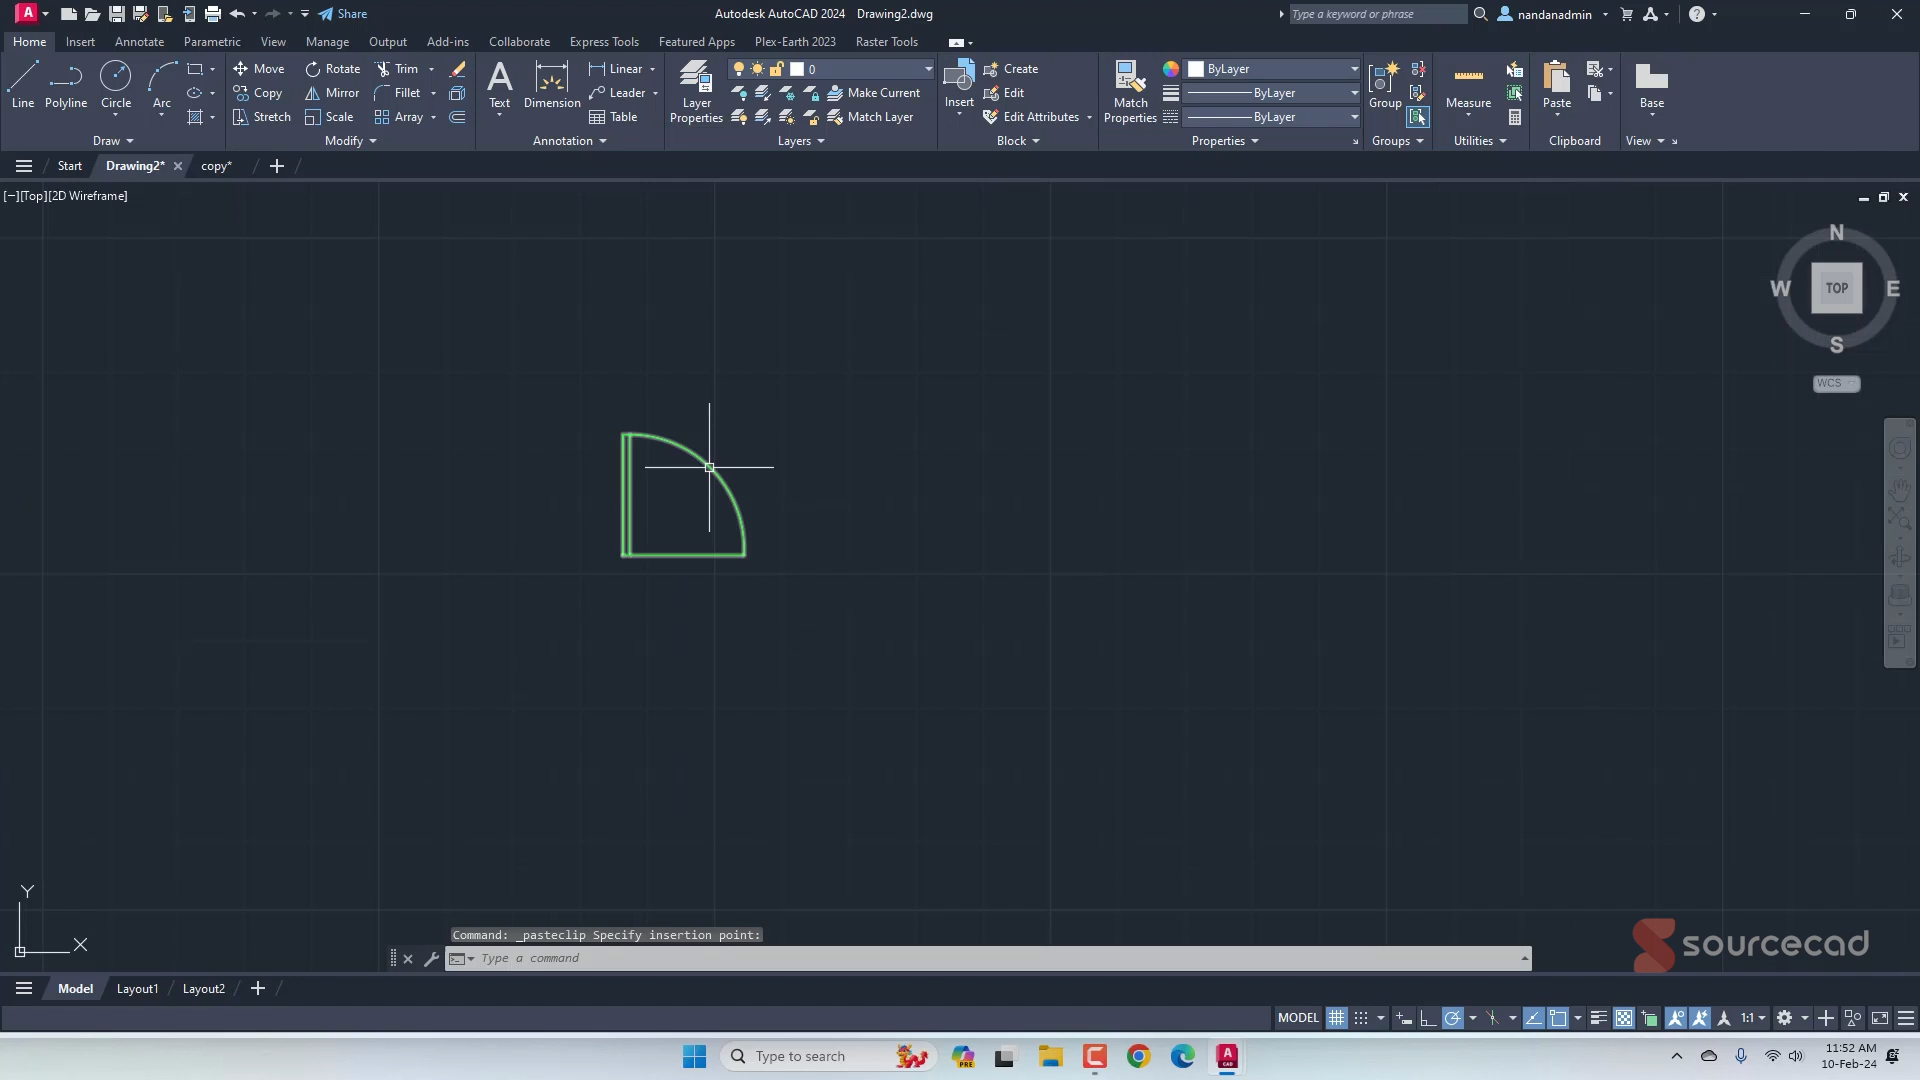 Share
Autodesk AutoCAD 2024 Drawing2.dwg
Type a keyword or phrase
nandanadmin
Home Insert Annotate Parametric View Manage Output Add-ins Collaborate Express Tools Featured Apps Plex-Earth 2023 Raster Tools
Line Polyline Circle Arc
Move Rotate Trim
Copy Mirror Fillet
Stretch Scale Array
Text Dimension
Linear
Leader
Table
Layer Properties
0
Make Current
Match Layer
Insert
Create
Edit
Edit Attributes
Match Properties
ByLayer
ByLayer
ByLayer
Group
Measure
Paste
Base
Draw Modify Annotation Layers Block Properties Groups Utilities Clipboard View
Start Drawing2* copy*
[−][Top][2D Wireframe]
N
W TOP E
S
WCS
Y
X
Command: _pasteclip Specify insertion point:
Type a command
sourcecad
Model Layout1 Layout2
MODEL 1:1
Type to search
PRE
A CAD
11:52 AM
10-Feb-24